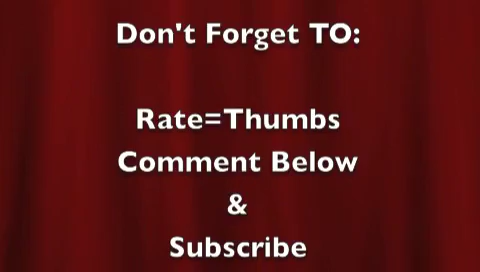 Don't Forget TO:
Rate=Thumbs
Comment Below
&
Subscribe